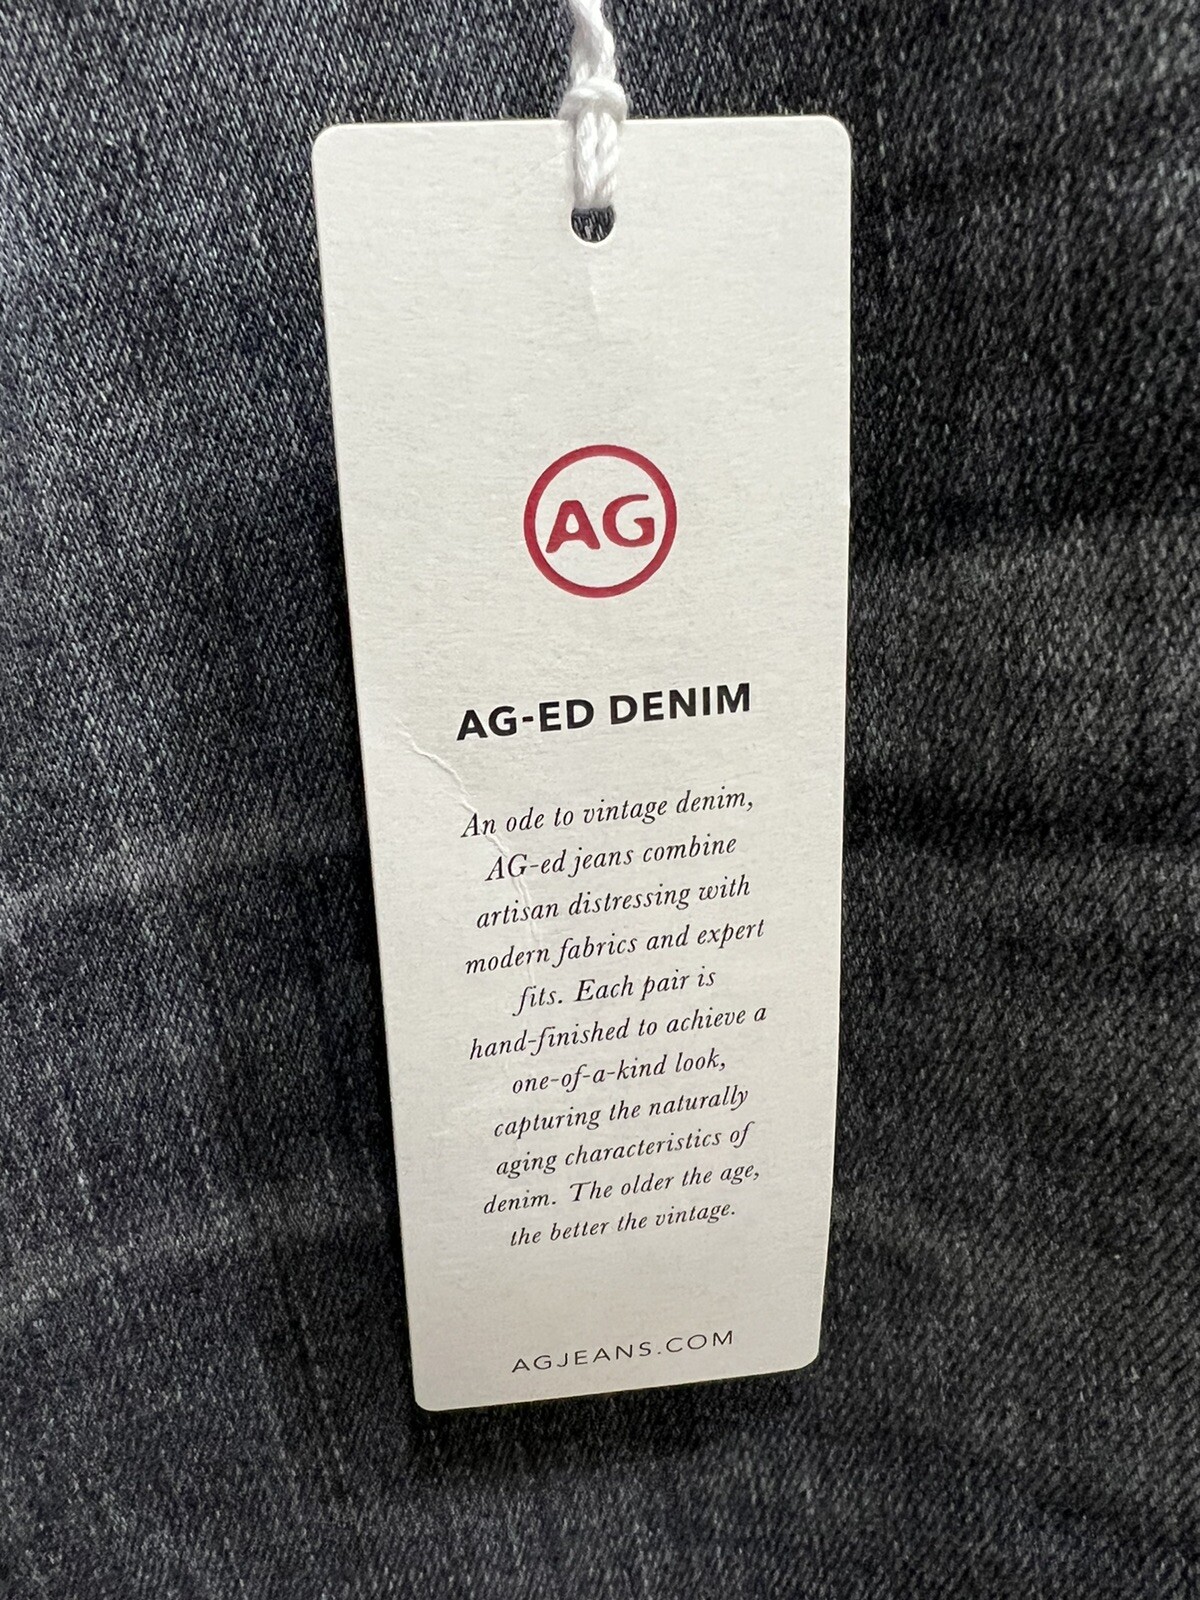 AG
AG-ED DENIM
An ode to vintage denim,
AG-ed jeans combine
artisan distressing with
modern fabrics and expert
fits. Each pair is
hand-finished to achieve a
one-of-a-kind look,
capturing the naturally
aging characteristics of
denim. The older the age,
the better the vintage.
AGJEANS.COM